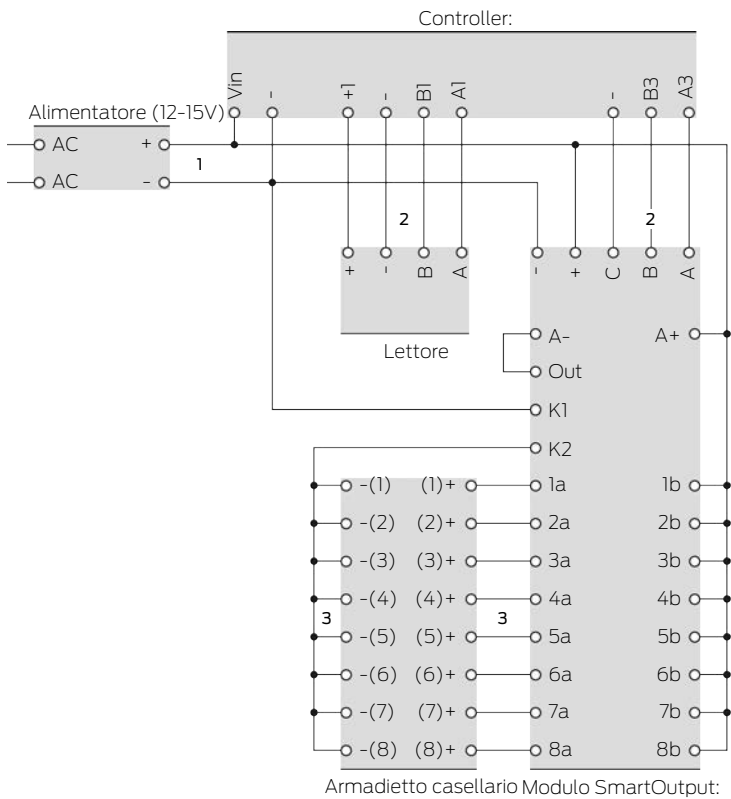 Controller:
Vin - +1 - B1 A1 - B3 A3
Alimentatore (12-15V)
AC +
AC -
1
2
2
+ - B A
- + C B A
Lettore
A- A+
Out
K1
K2
-(1) (1)+ 1a 1b
-(2) (2)+ 2a 2b
-(3) (3)+ 3a 3b
-(4) (4)+ 4a 4b
3 3
-(5) (5)+ 5a 5b
-(6) (6)+ 6a 6b
-(7) (7)+ 7a 7b
-(8) (8)+ 8a 8b
Armadietto casellario Modulo SmartOutput: